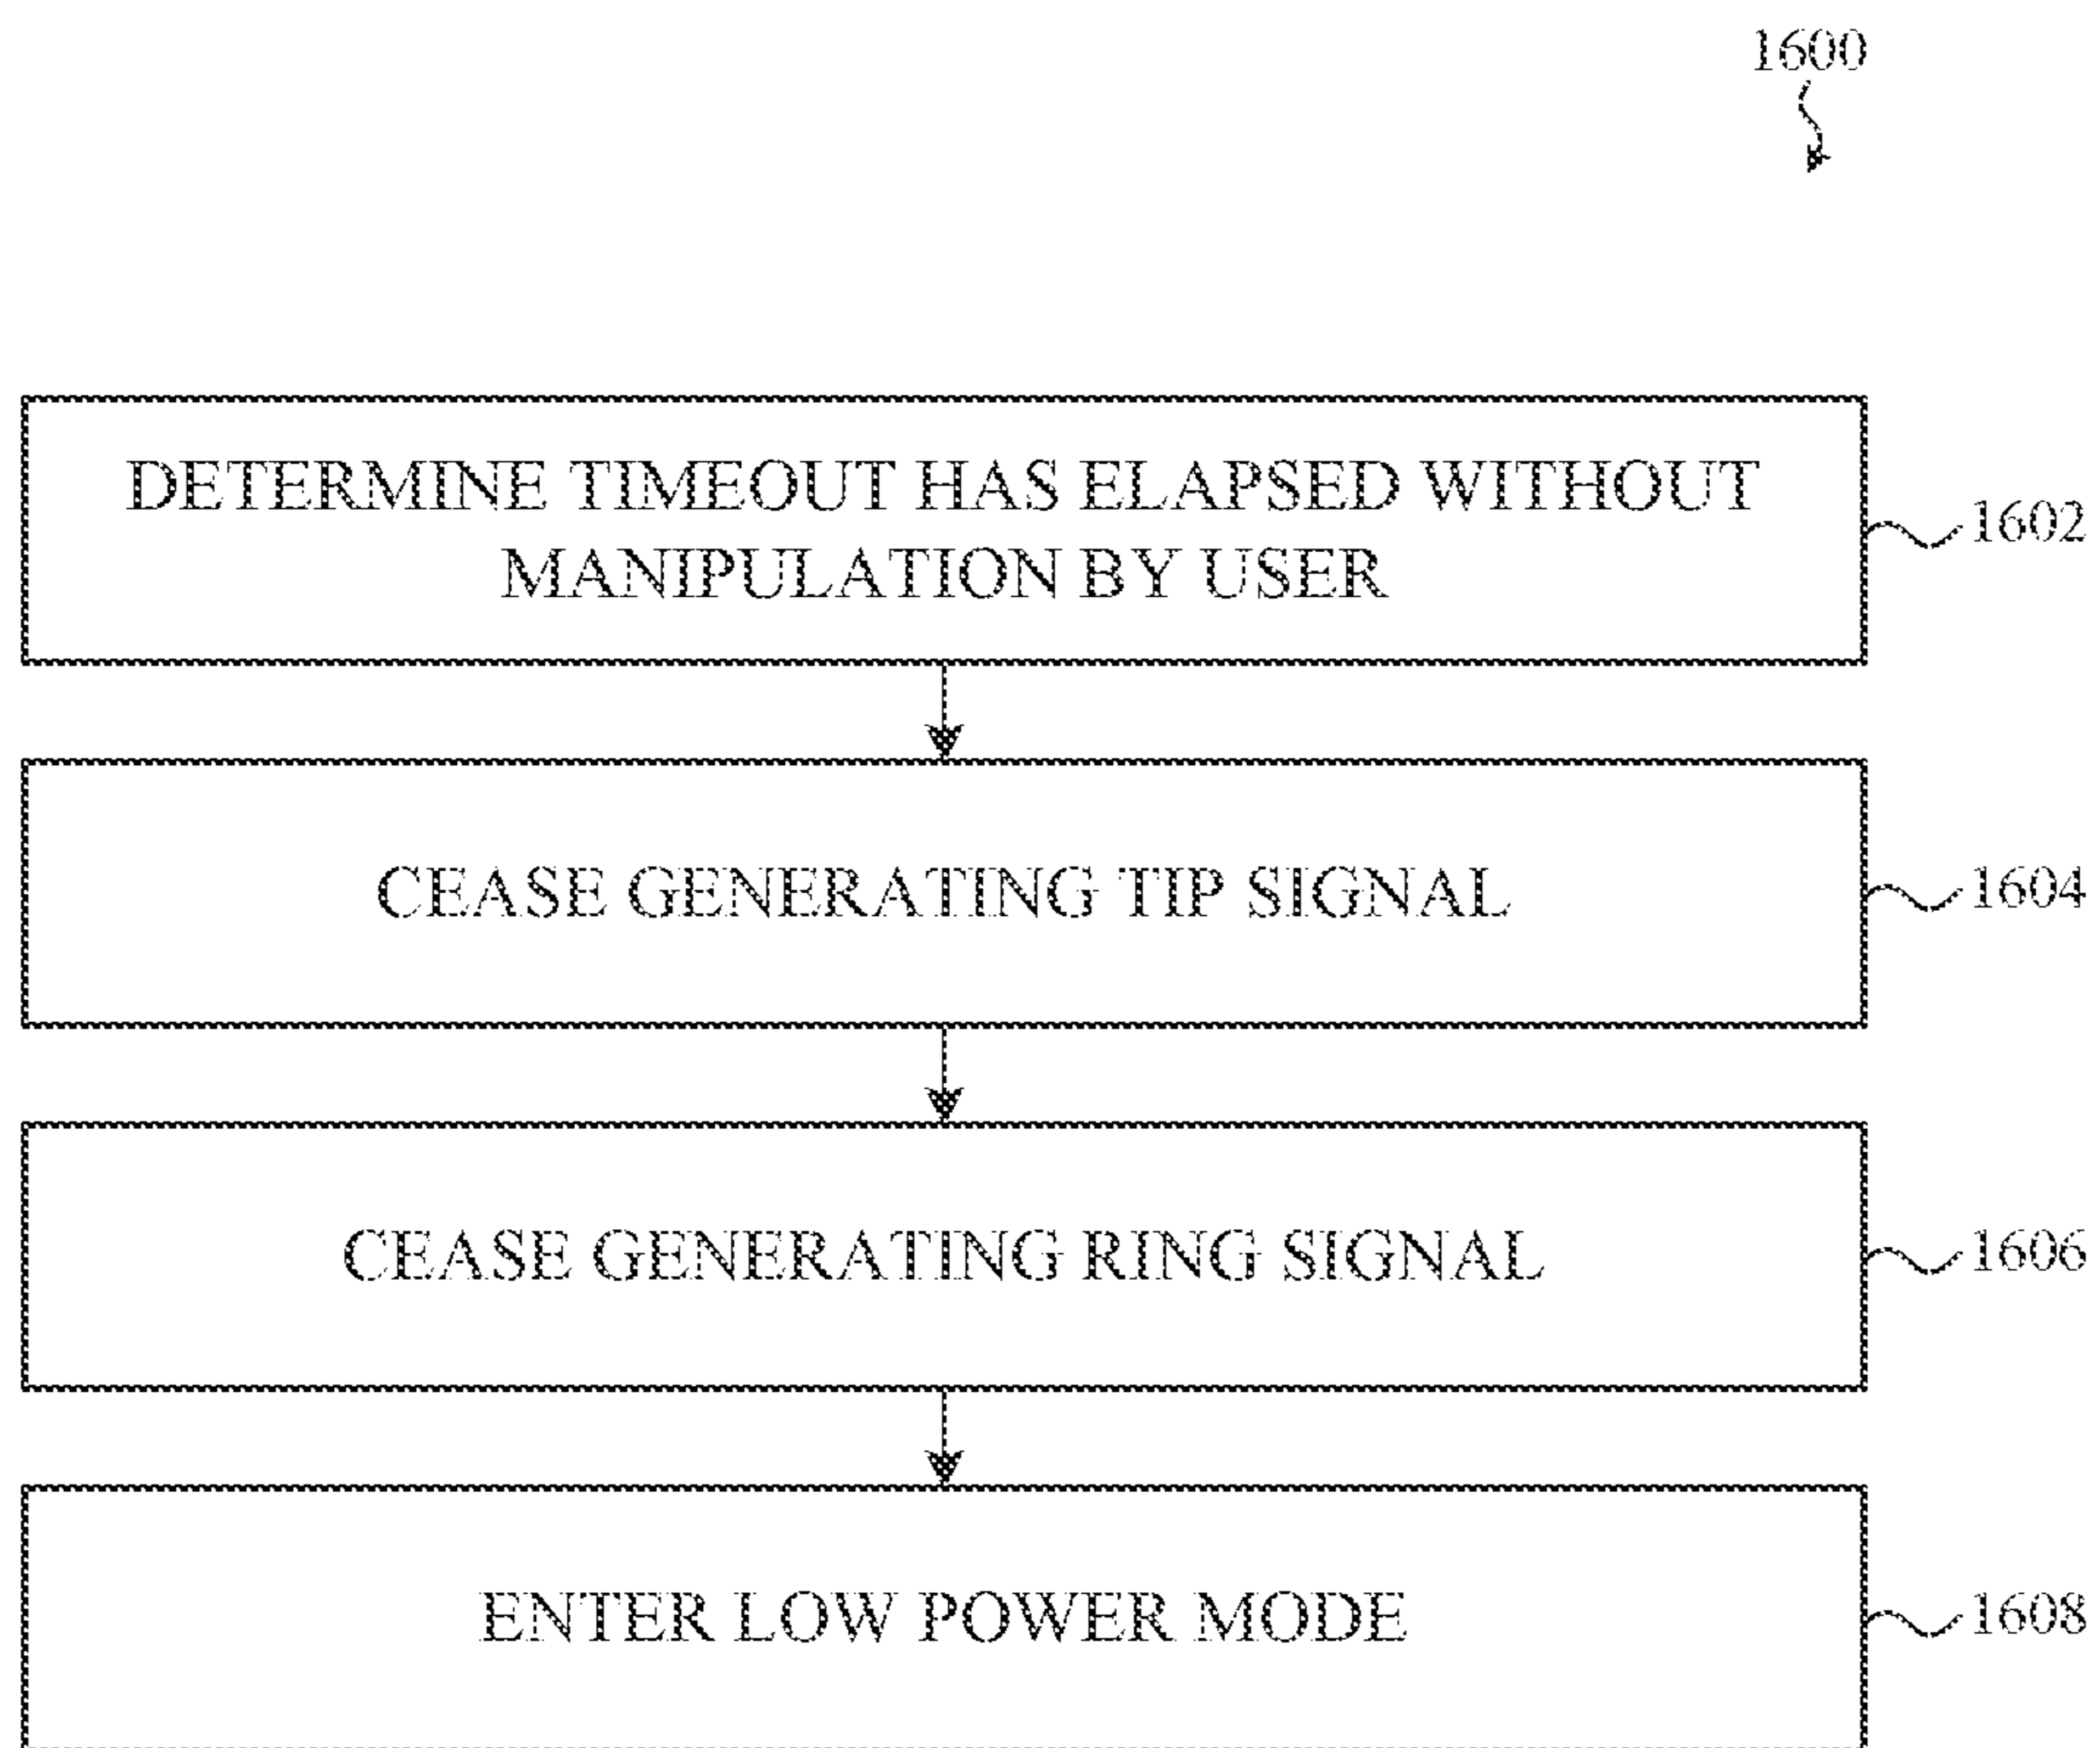 1600
DETERMINE TIMEOUT HAS ELAPSED WITHOUT
MANIPULATION BY USER
1602
CEASE GENERATING TIP SIGNAL
1604
CEASE GENERATING RING SIGNAL
1606
ENTER LOW POWER MODE
1608